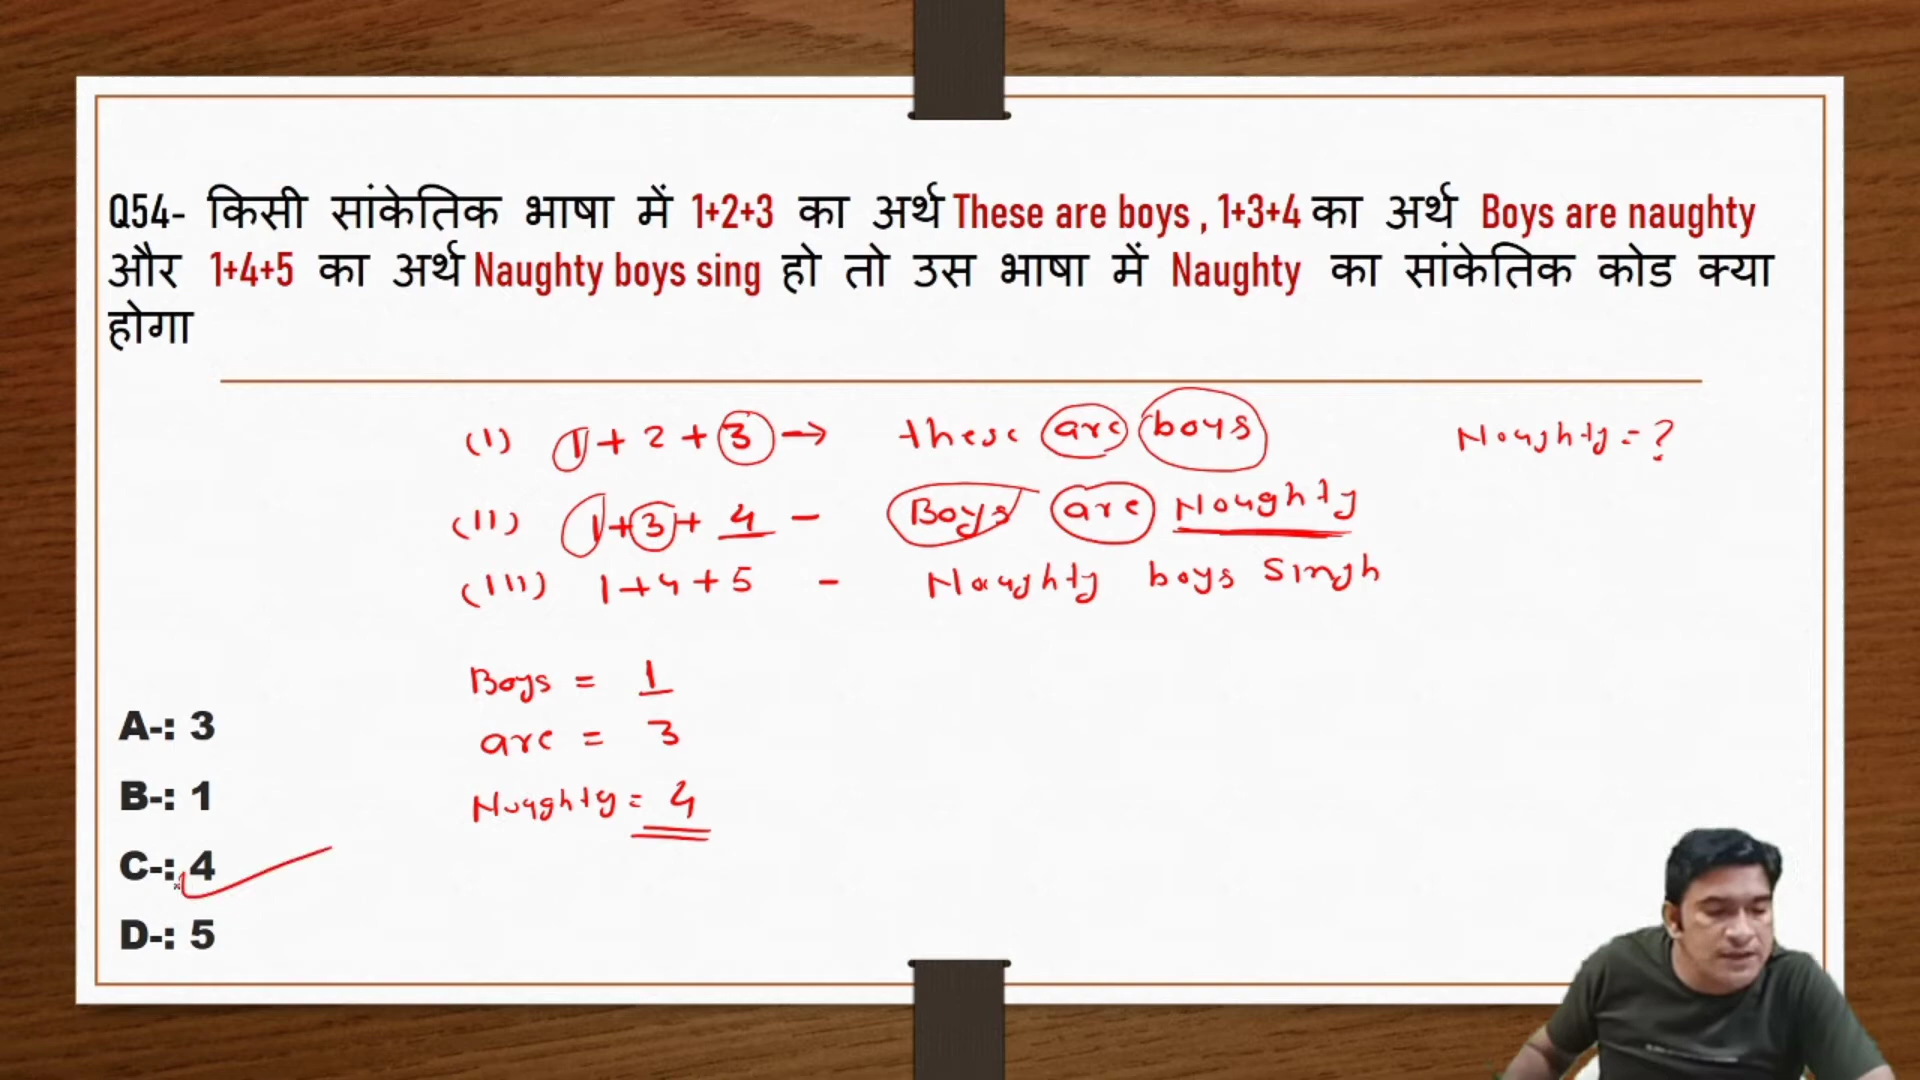 Q54- किसी सांकेतिक भाषा में 1+2+3 का अर्थ These are boys , 1+3+4 का अर्थ Boys are naughty
और 1+4+5 का अर्थ Naughty boys sing हो तो उस भाषा में Naughty का सांकेतिक कोड क्या
होगा
(I) 1 + 2 + 3 → these are boys
Noughty = ?
(II) 1+3+ 4 - Boys are Noughty
(III) 1+4+5 - Naughty boys Singh
Boys = 1
are = 3
Noughty = 4
A-: 3
B-: 1
C-: 4
D-: 5